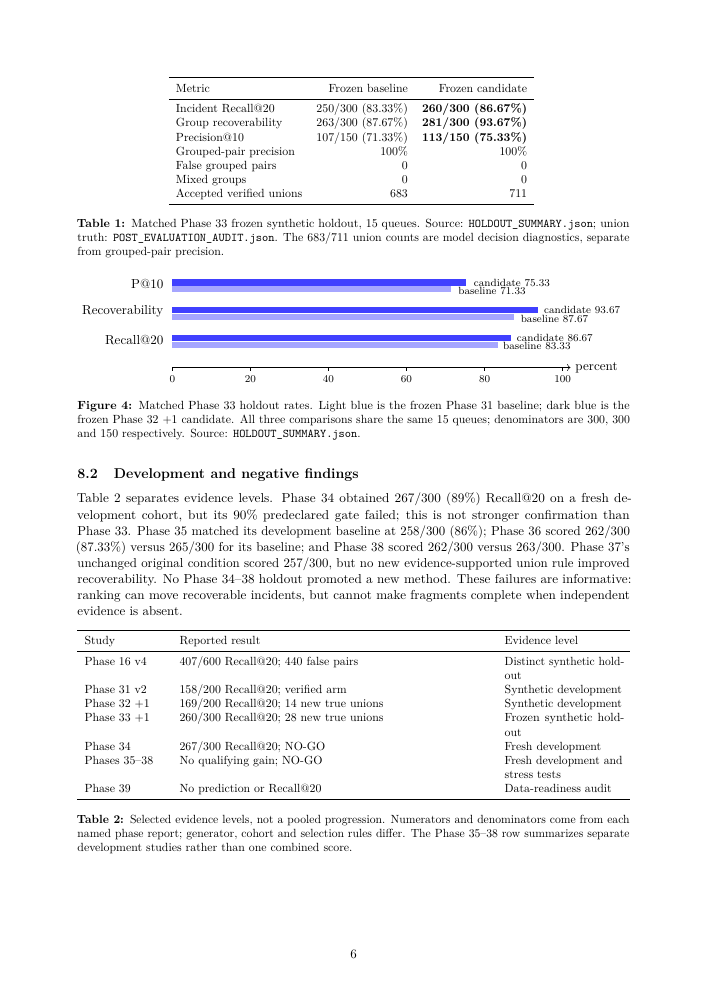 Metric Frozen baseline Frozen candidate
Incident Recall@20 250/300 (83.33%) 260/300 (86.67%)
Group recoverability 263/300 (87.67%) 281/300 (93.67%)
Precision@10 107/150 (71.33%) 113/150 (75.33%)
Grouped-pair precision 100% 100%
False grouped pairs 0 0
Mixed groups 0 0
Accepted verified unions 683 711
Table 1: Matched Phase 33 frozen synthetic holdout, 15 queues. Source: HOLDOUT_SUMMARY.json; union
truth: POST_EVALUATION_AUDIT.json. The 683/711 union counts are model decision diagnostics, separate
from grouped-pair precision.
P@10 candidate 75.33
baseline 71.33
Recoverability candidate 93.67
baseline 87.67
Recall@20 candidate 86.67
baseline 83.33
percent
0 20 40 60 80 100
Figure 4: Matched Phase 33 holdout rates. Light blue is the frozen Phase 31 baseline; dark blue is the
frozen Phase 32 +1 candidate. All three comparisons share the same 15 queues; denominators are 300, 300
and 150 respectively. Source: HOLDOUT_SUMMARY.json.
8.2 Development and negative findings
Table 2 separates evidence levels. Phase 34 obtained 267/300 (89%) Recall@20 on a fresh de-
velopment cohort, but its 90% predeclared gate failed; this is not stronger confirmation than
Phase 33. Phase 35 matched its development baseline at 258/300 (86%); Phase 36 scored 262/300
(87.33%) versus 265/300 for its baseline; and Phase 38 scored 262/300 versus 263/300. Phase 37's
unchanged original condition scored 257/300, but no new evidence-supported union rule improved
recoverability. No Phase 34–38 holdout promoted a new method. These failures are informative:
ranking can move recoverable incidents, but cannot make fragments complete when independent
evidence is absent.
Study Reported result Evidence level
Phase 16 v4 407/600 Recall@20; 440 false pairs Distinct synthetic hold-
out
Phase 31 v2 158/200 Recall@20; verified arm Synthetic development
Phase 32 +1 169/200 Recall@20; 14 new true unions Synthetic development
Phase 33 +1 260/300 Recall@20; 28 new true unions Frozen synthetic hold-
out
Phase 34 267/300 Recall@20; NO-GO Fresh development
Phases 35–38 No qualifying gain; NO-GO Fresh development and
stress tests
Phase 39 No prediction or Recall@20 Data-readiness audit
Table 2: Selected evidence levels, not a pooled progression. Numerators and denominators come from each
named phase report; generator, cohort and selection rules differ. The Phase 35–38 row summarizes separate
development studies rather than one combined score.
6